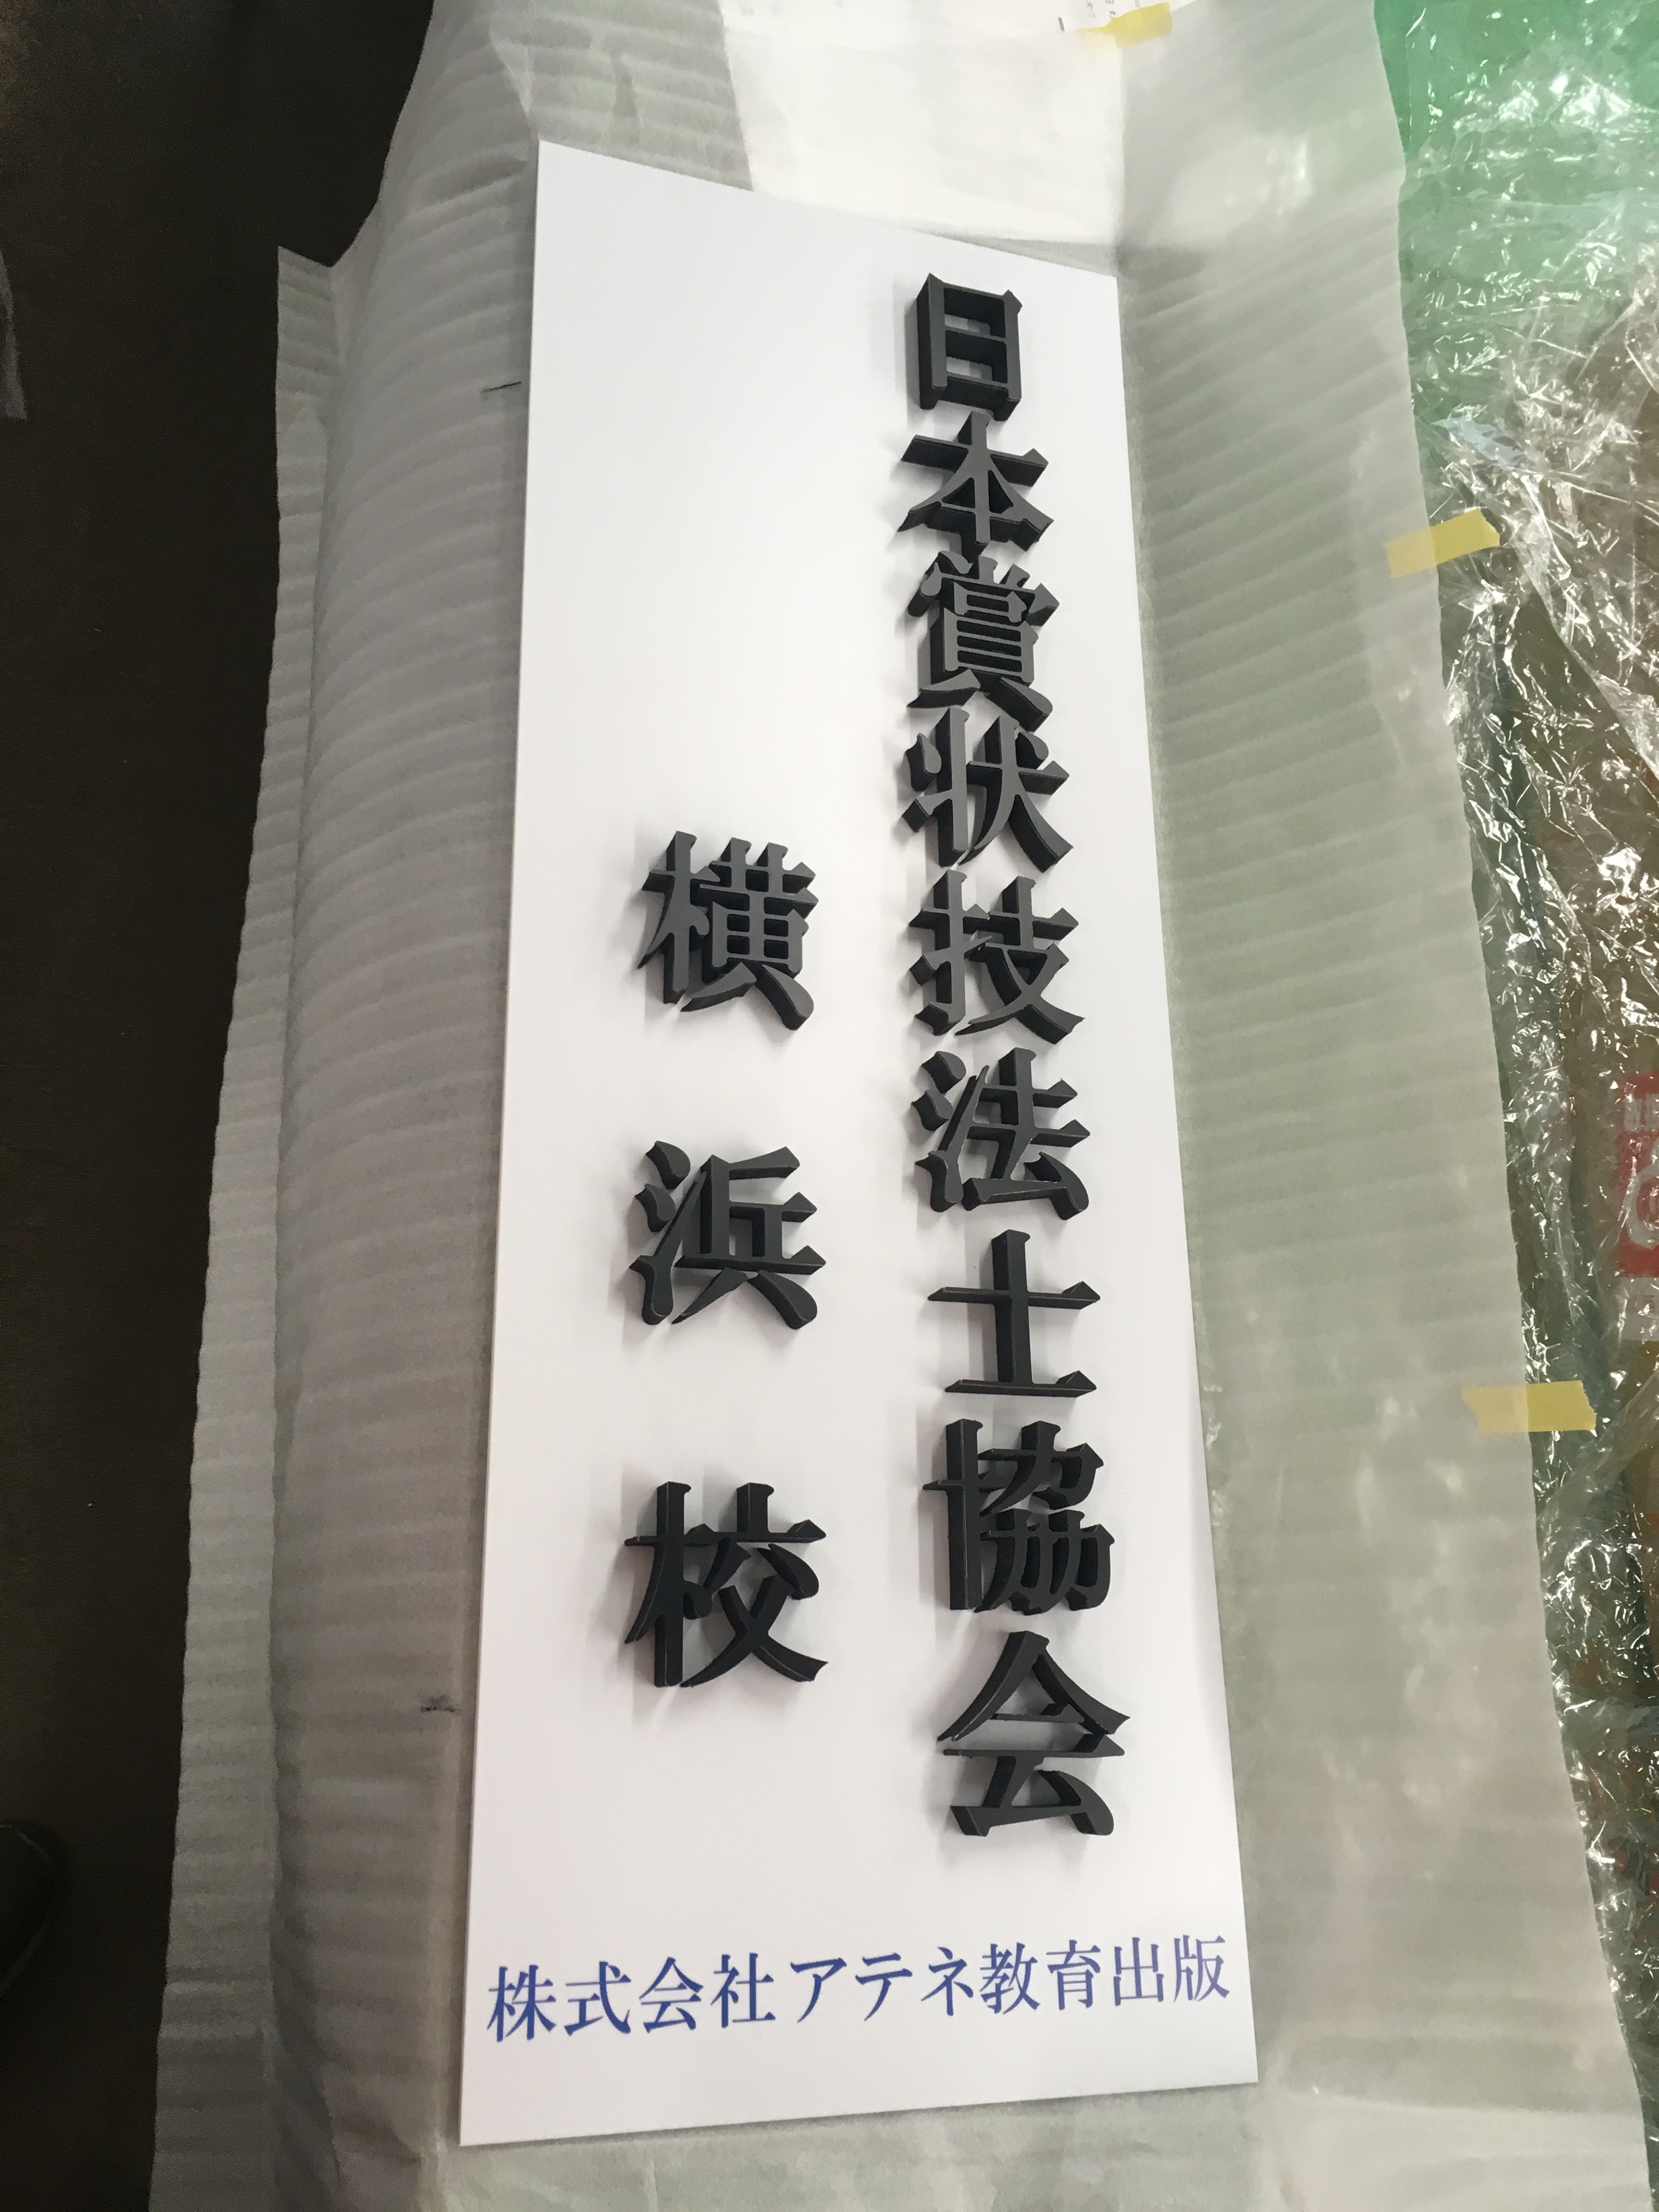 日本賞状技法士協会
横浜校
株式会社アテネ教育出版